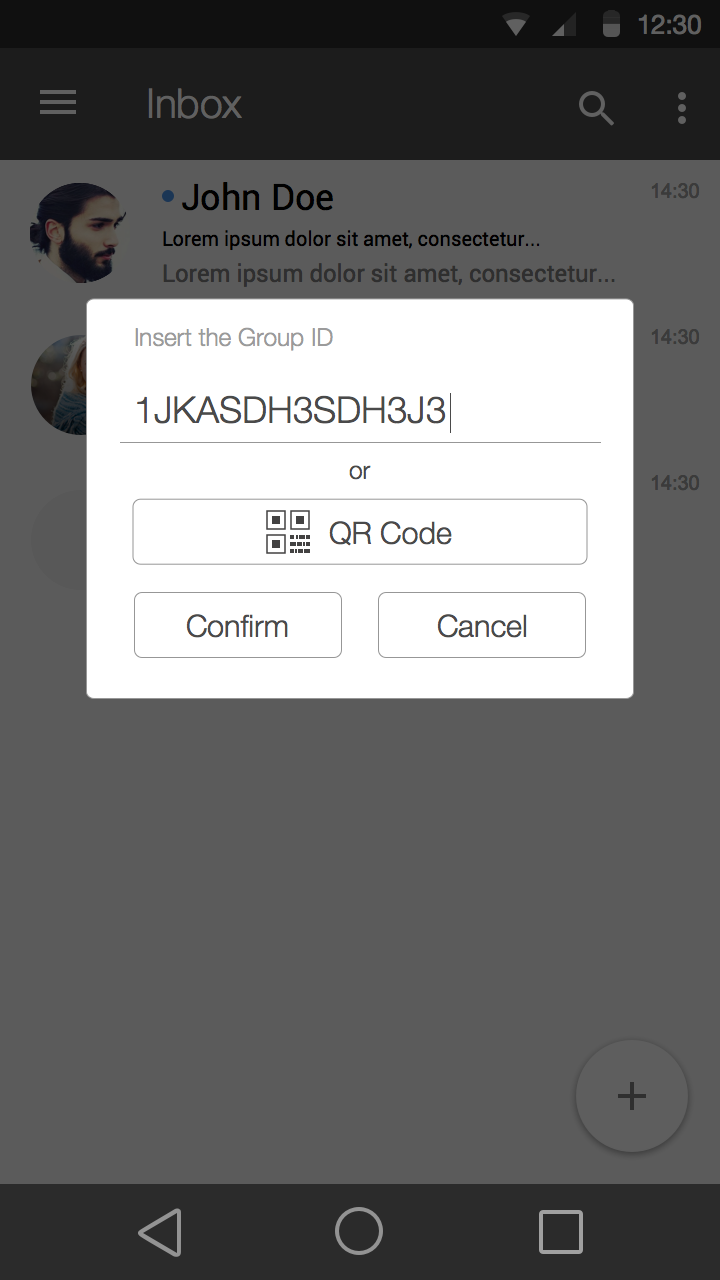 12:30
Inbox
John Doe
14:30
Lorem ipsum dolor sit amet, consectetur...
Lorem ipsum dolor sit amet, consectetur...
14:30
Insert the Group ID
1JKASDH3SDH3J3
or
14:30
QR Code
Confirm
Cancel